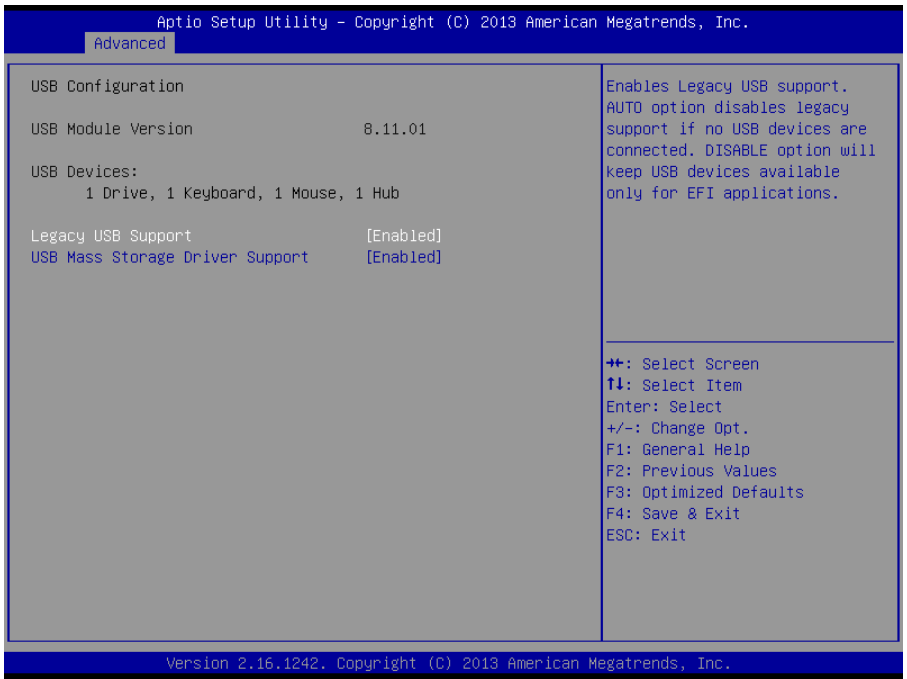 Aptio Setup Utility – Copyright (C) 2013 American Megatrends, Inc.
Advanced
USB Configuration
USB Module Version 8.11.01
USB Devices:
1 Drive, 1 Keyboard, 1 Mouse, 1 Hub
Legacy USB Support [Enabled]
USB Mass Storage Driver Support [Enabled]
Enables Legacy USB support.
AUTO option disables legacy
support if no USB devices are
connected. DISABLE option will
keep USB devices available
only for EFI applications.
→←: Select Screen
↑↓: Select Item
Enter: Select
+/-: Change Opt.
F1: General Help
F2: Previous Values
F3: Optimized Defaults
F4: Save & Exit
ESC: Exit
Version 2.16.1242. Copyright (C) 2013 American Megatrends, Inc.